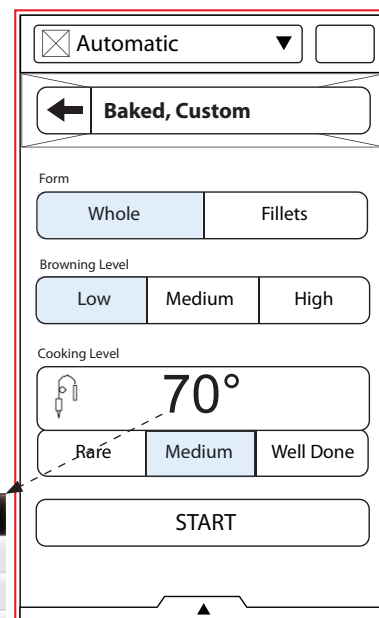 Automatic
Baked, Custom
Form
Whole Fillets
Browning Level
Low Medium High
Cooking Level
70°
Rare Medium Well Done
START